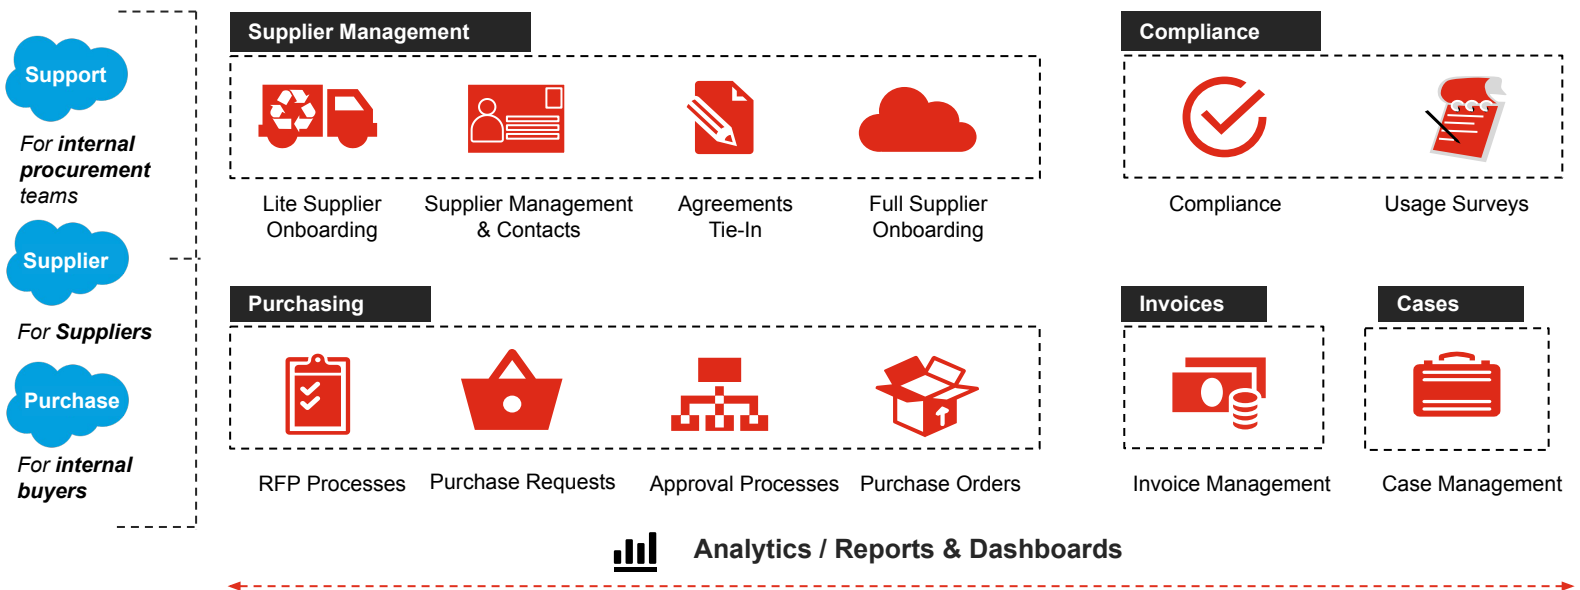 Support
For internal
procurement
teams
Supplier
For Suppliers
Purchase
For internal
buyers
Supplier Management
Lite Supplier
Onboarding
Supplier Management
& Contacts
Agreements
Tie-In
Full Supplier
Onboarding
Compliance
Compliance
Usage Surveys
Purchasing
RFP Processes
Purchase Requests
Approval Processes
Purchase Orders
Invoices
Invoice Management
Cases
Case Management
Analytics / Reports & Dashboards